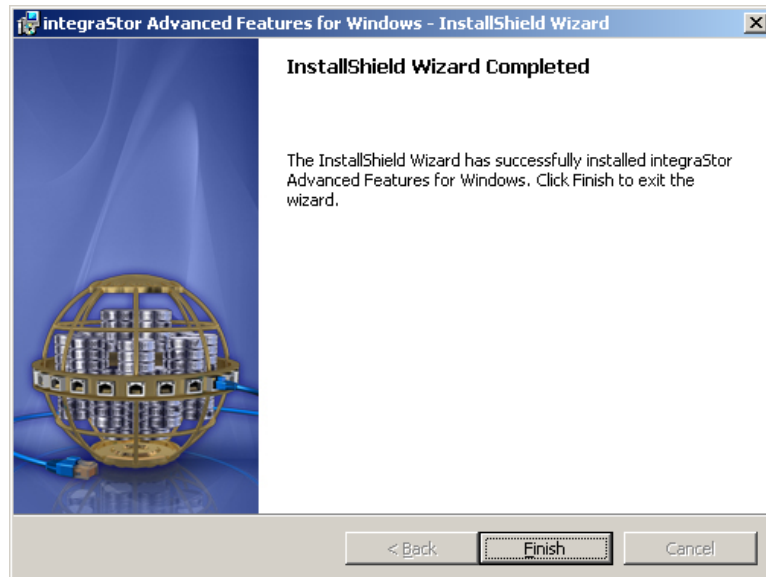 integraStor Advanced Features for Windows - InstallShield Wizard
InstallShield Wizard Completed
The InstallShield Wizard has successfully installed integraStor
Advanced Features for Windows. Click Finish to exit the
wizard.
< Back
Finish
Cancel